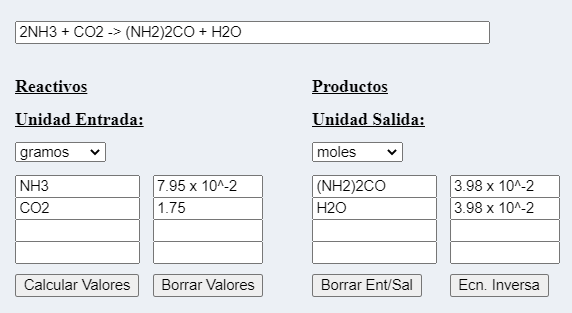 2NH3 + CO2 -> (NH2)2CO + H2O
Reactivos Productos
Unidad Entrada: Unidad Salida:
gramos moles
NH3 7.95 x 10^-2 (NH2)2CO 3.98 x 10^-2
CO2 1.75 H2O 3.98 x 10^-2
Calcular Valores Borrar Valores Borrar Ent/Sal Ecn. Inversa